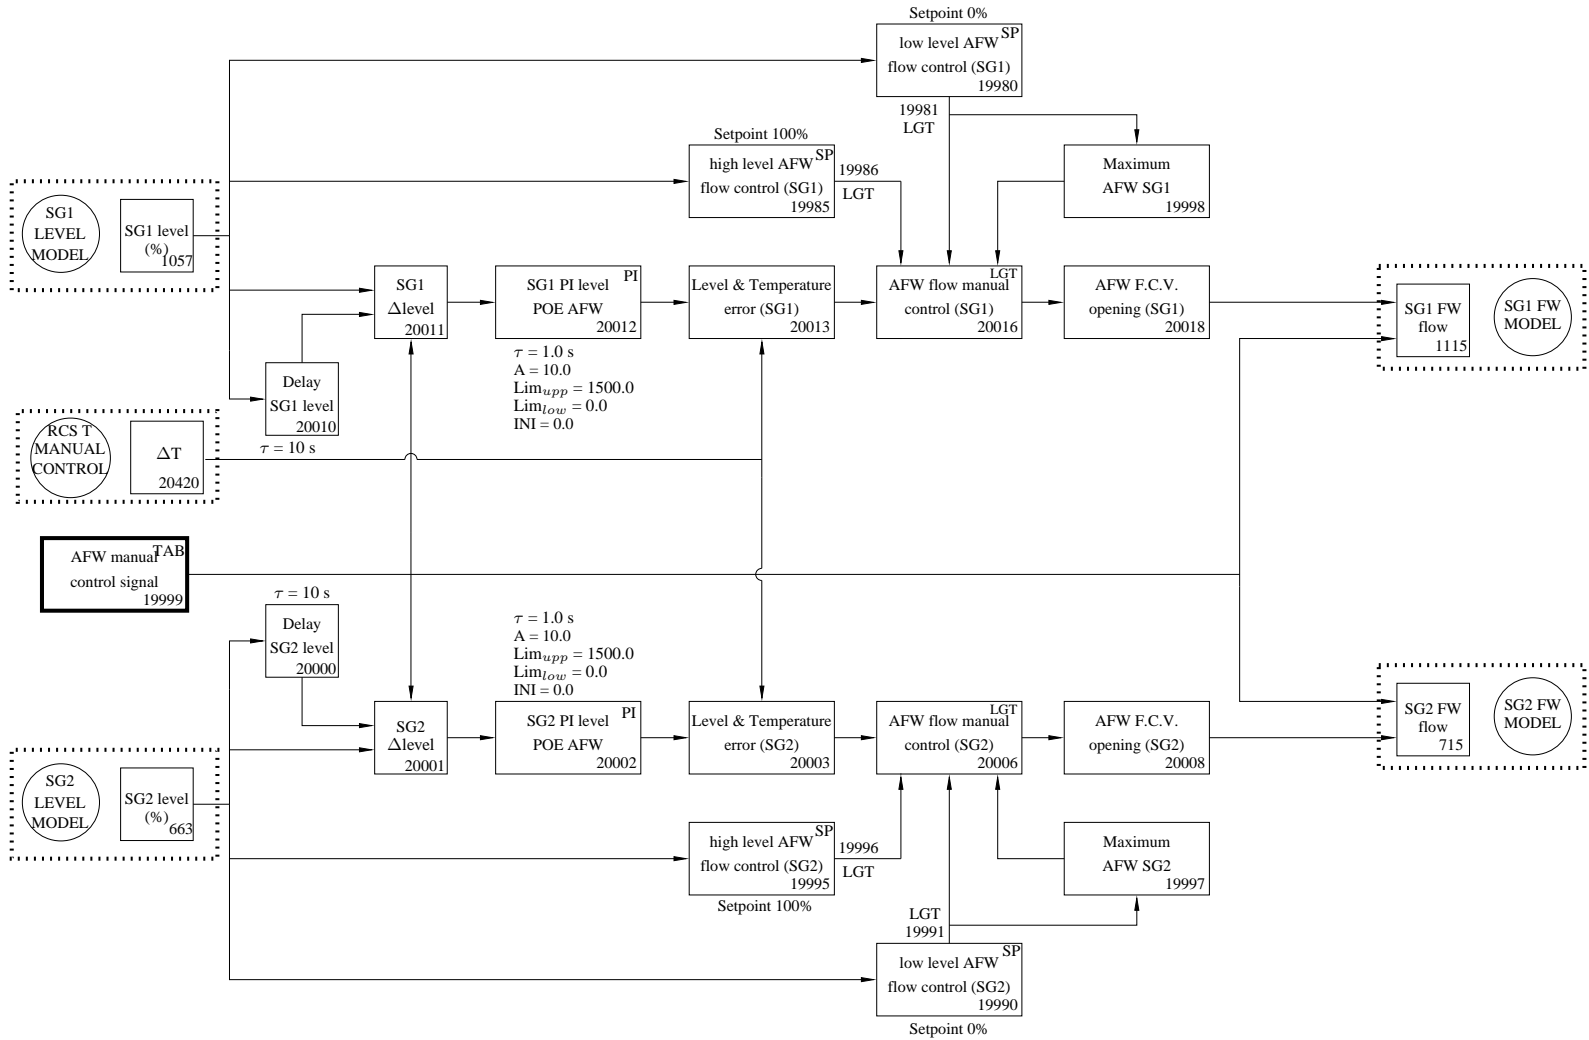 Setpoint 0%
low level AFW SP
flow control (SG1)
19980
19981
LGT
Setpoint 100%
high level AFW SP
flow control (SG1)
19985
19986
LGT
Maximum
AFW SG1
19998
SG1
LEVEL
MODEL
SG1 level
(%)
1057
SG1
Δlevel
20011
SG1 PI level PI
POE AFW
20012
Level & Temperature
error (SG1)
20013
LGT
AFW flow manual
control (SG1)
20016
AFW F.C.V.
opening (SG1)
20018
SG1 FW
flow
1115
SG1 FW
MODEL
τ = 1.0 s
A = 10.0
Lim_upp = 1500.0
Lim_low = 0.0
INI = 0.0
Delay
SG1 level
20010
τ = 10 s
RCS T
MANUAL
CONTROL
ΔT
20420
AFW manual TAB
control signal
19999
τ = 10 s
Delay
SG2 level
20000
τ = 1.0 s
A = 10.0
Lim_upp = 1500.0
Lim_low = 0.0
INI = 0.0
SG2
Δlevel
20001
SG2 PI level PI
POE AFW
20002
Level & Temperature
error (SG2)
20003
LGT
AFW flow manual
control (SG2)
20006
AFW F.C.V.
opening (SG2)
20008
SG2 FW
flow
715
SG2 FW
MODEL
SG2
LEVEL
MODEL
SG2 level
(%)
663
high level AFW SP
flow control (SG2)
19995
Setpoint 100%
19996
LGT
Maximum
AFW SG2
19997
LGT
19991
low level AFW SP
flow control (SG2)
19990
Setpoint 0%